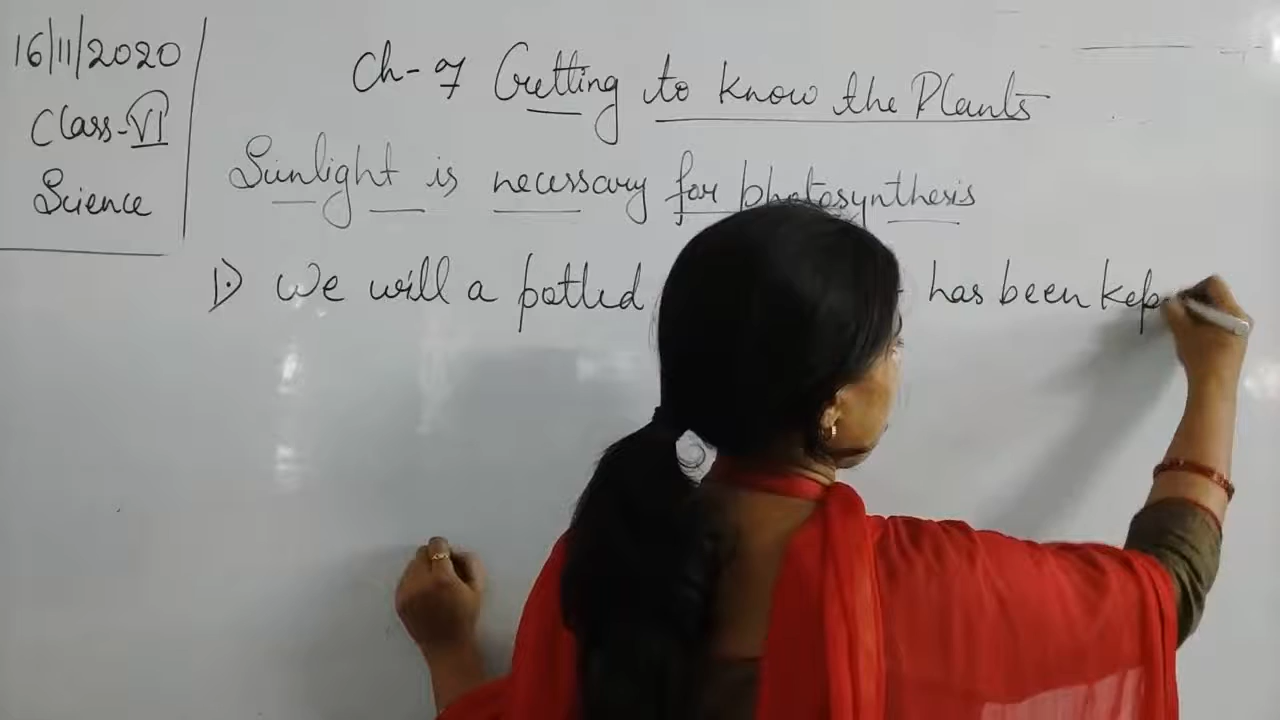 16/11/2020
Class-VI
Science
Ch-7 Getting to know the Plants
Sunlight is necessary for photosynthesis
1). We will a potted has been kep